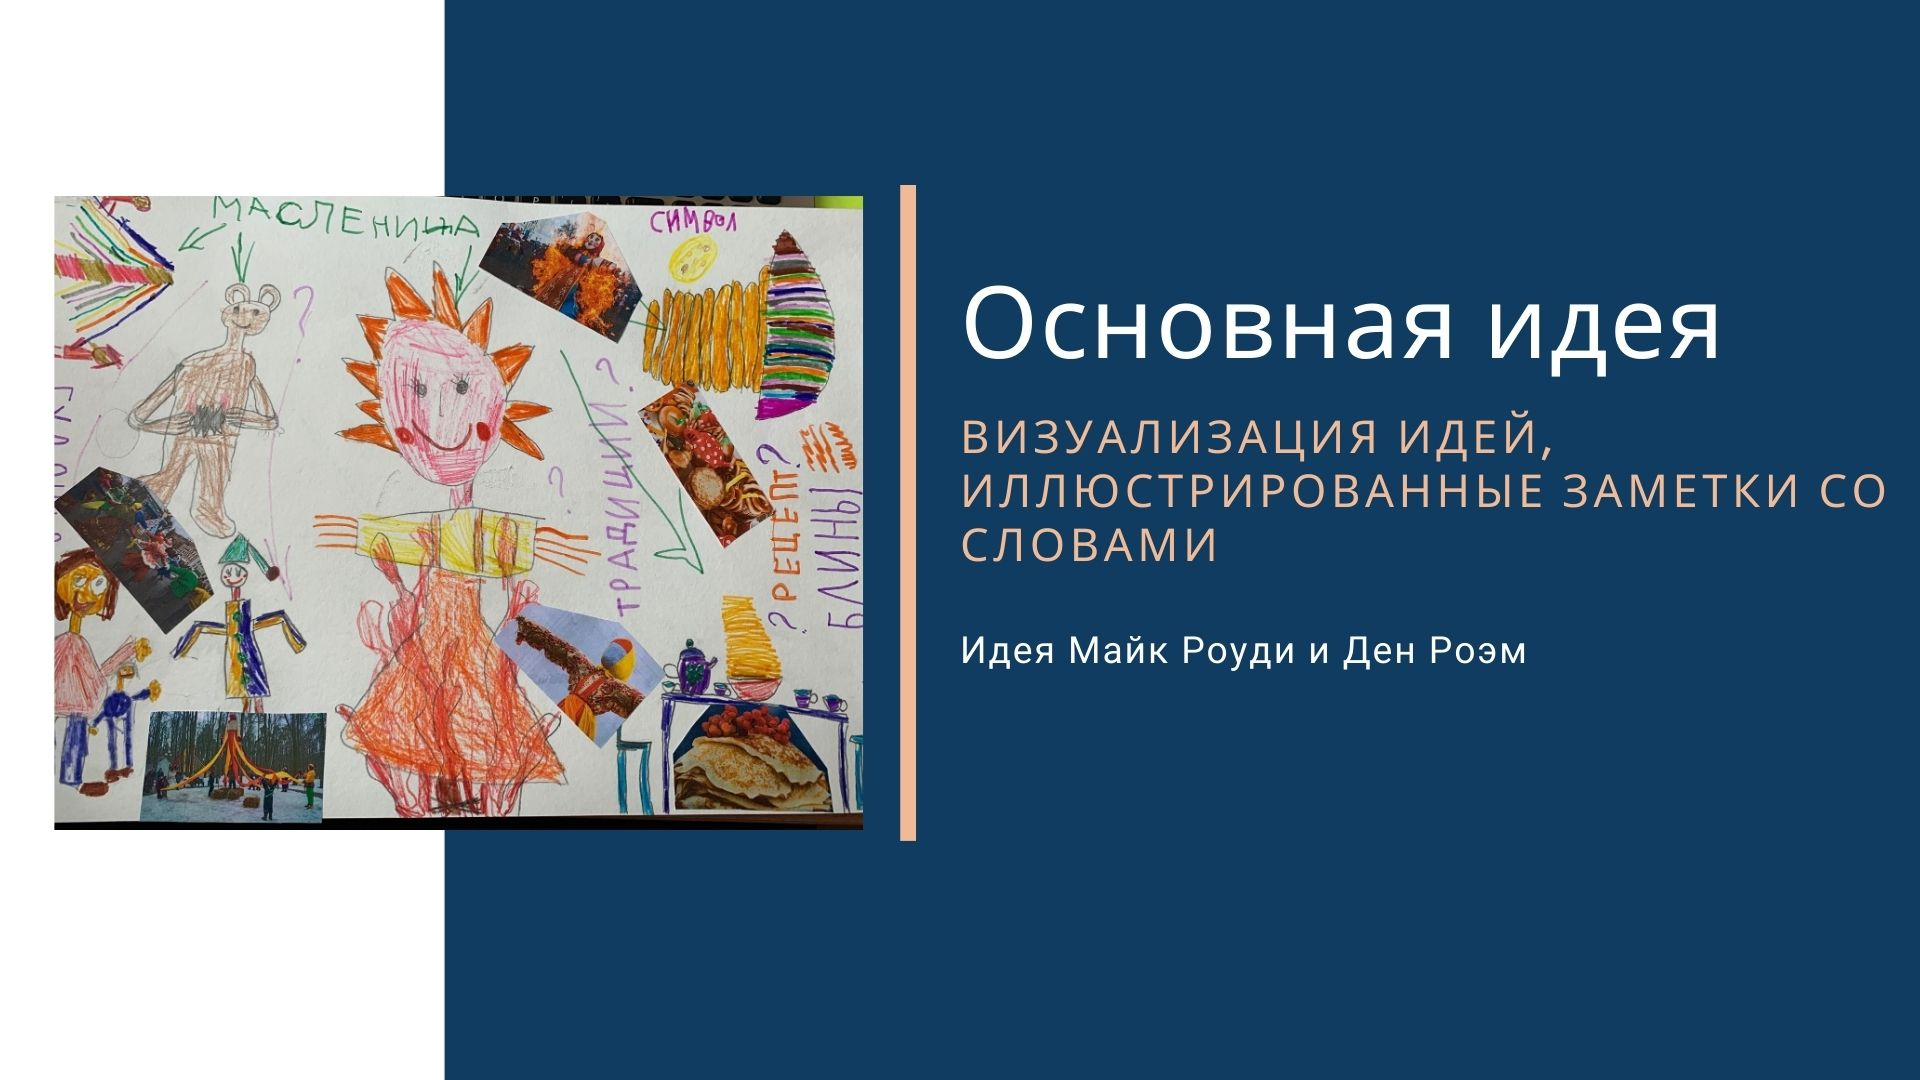 МАСЛЕНИЦА
СИМВОЛ
ТРАДИЦИИ?
? РЕЦЕПТ?
БЛИНЫ
Основная идея
ВИЗУАЛИЗАЦИЯ ИДЕЙ,
ИЛЛЮСТРИРОВАННЫЕ ЗАМЕТКИ СО
СЛОВАМИ
Идея Майк Роуди и Ден Роэм